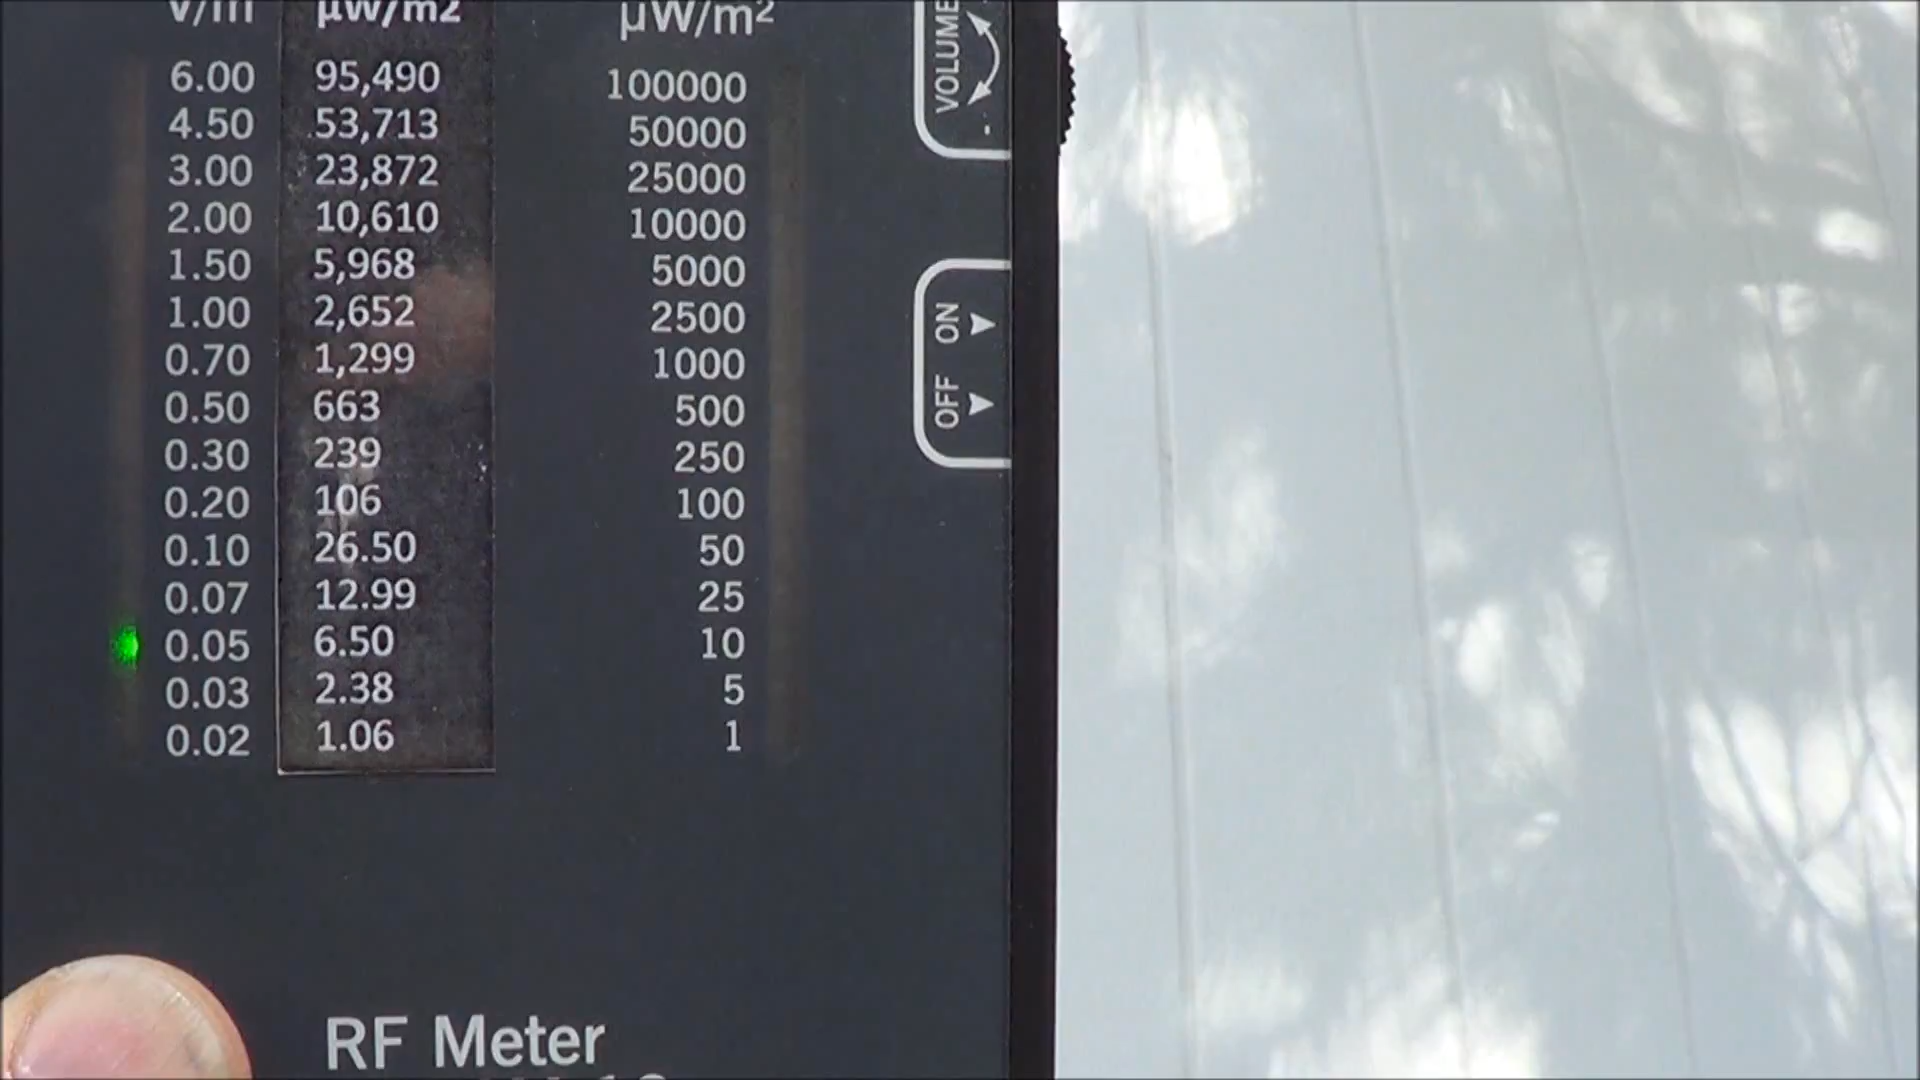 V/m µW/m2 µW/m²
6.00 95,490 100000
4.50 53,713 50000
3.00 23,872 25000
2.00 10,610 10000
1.50 5,968 5000
1.00 2,652 2500
0.70 1,299 1000
0.50 663 500
0.30 239 250
0.20 106 100
0.10 26.50 50
0.07 12.99 25
0.05 6.50 10
0.03 2.38 5
0.02 1.06 1
VOLUME
-
ON
OFF
RF Meter